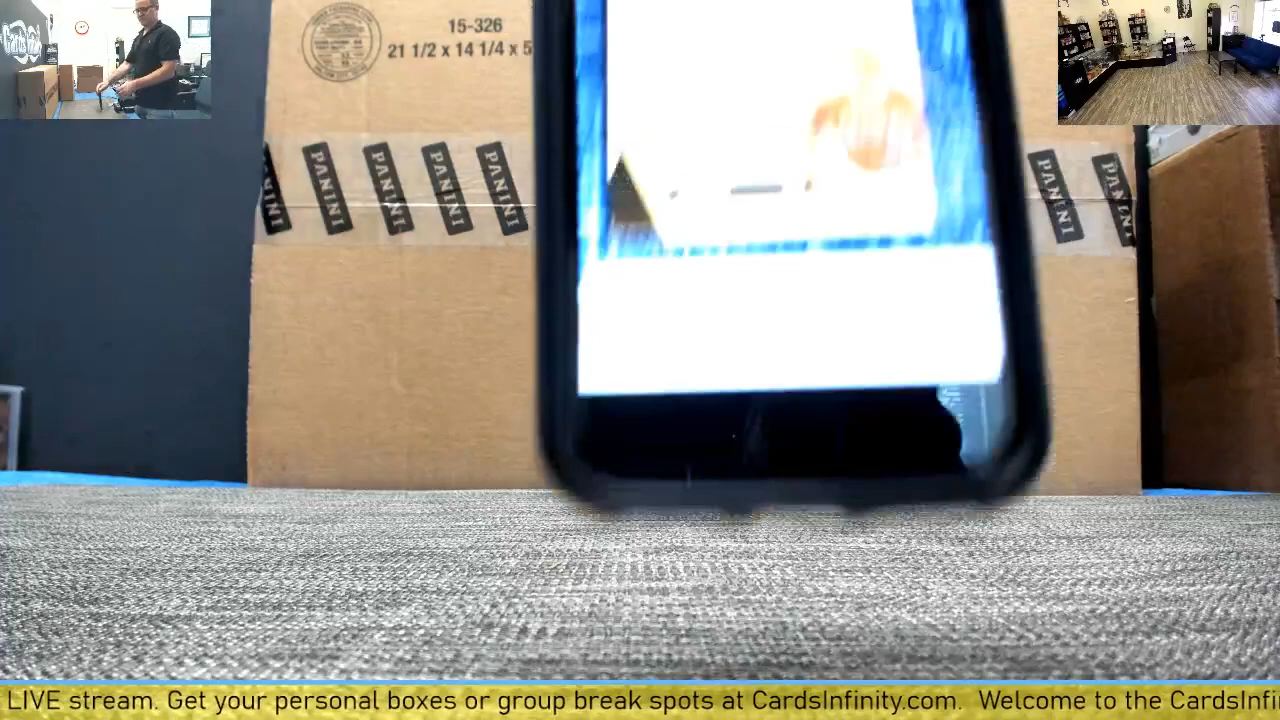 15-326
21 1/2 x 14 1/4 x 5
PANINI PANINI PANINI PANINI PANINI PANINI PANINI
LIVE stream. Get your personal boxes or group break spots at CardsInfinity.com. Welcome to the CardsInfi